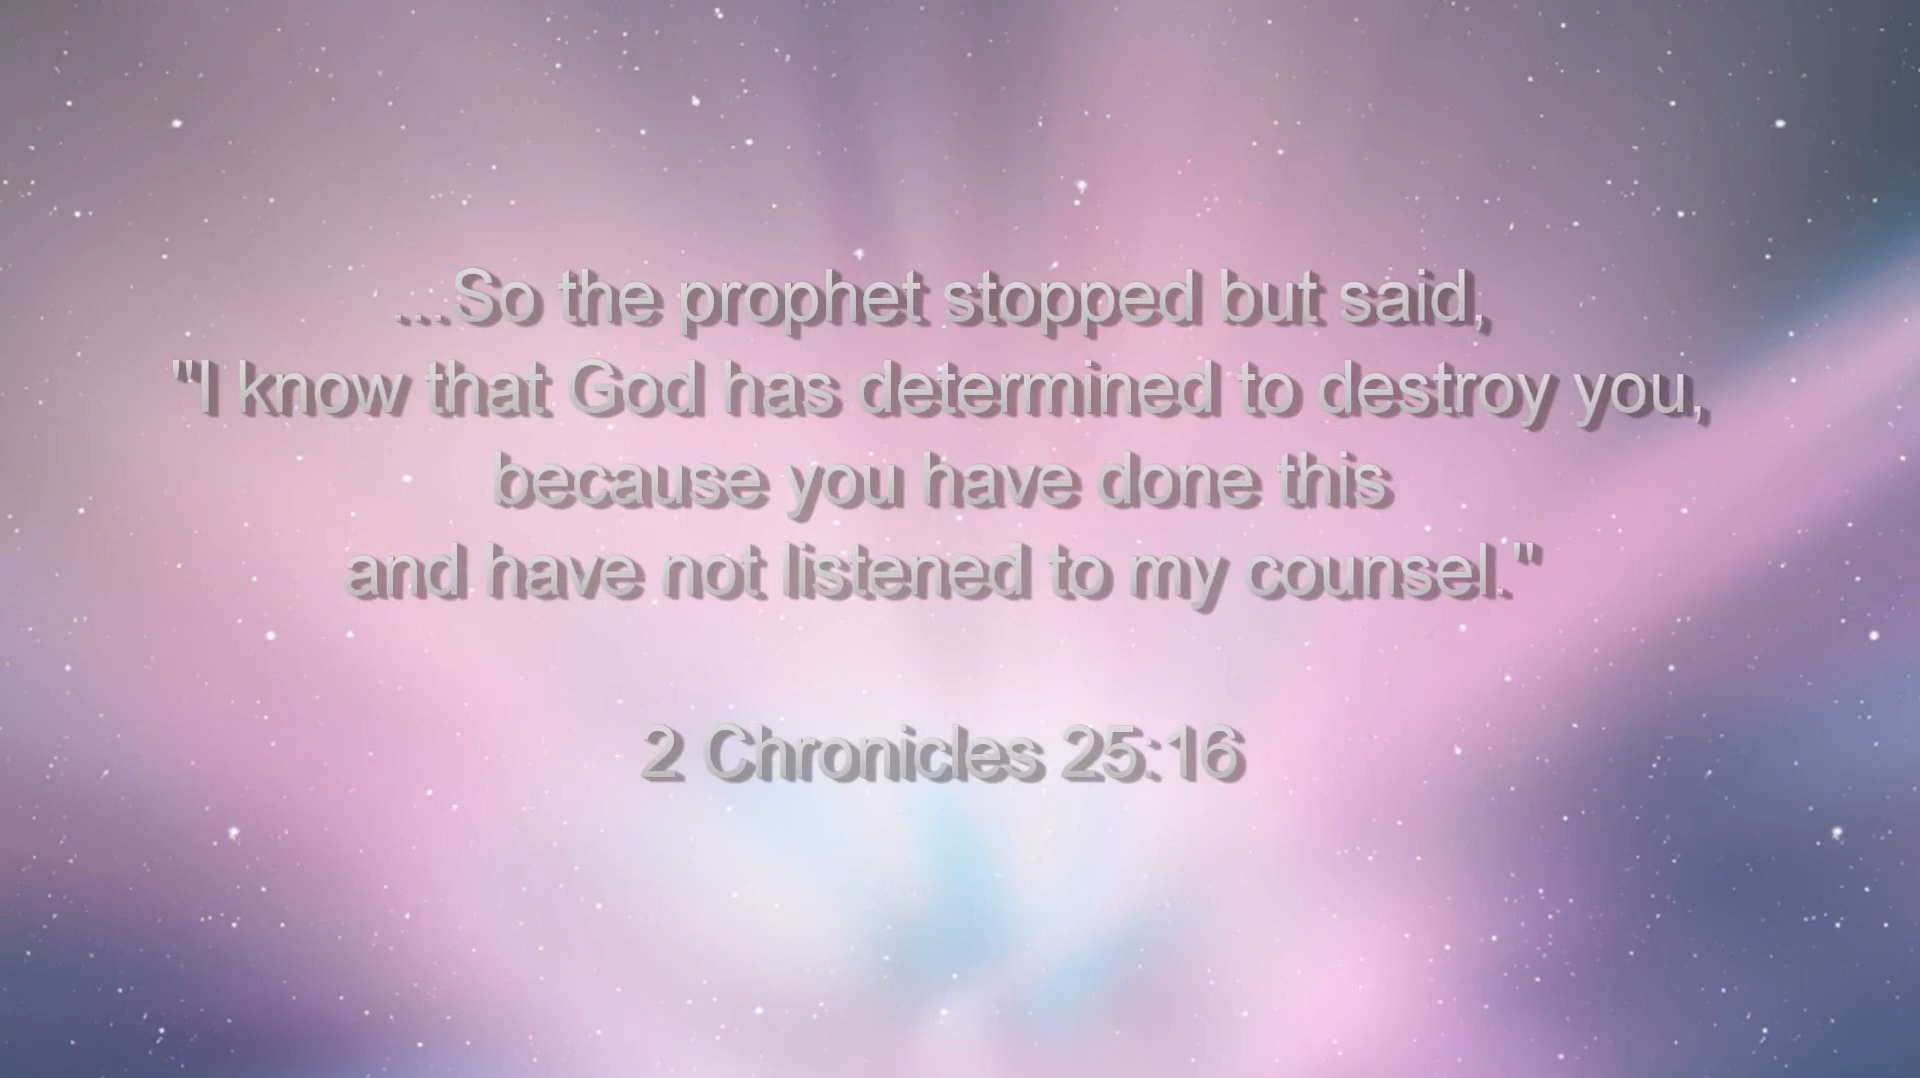 ...So the prophet stopped but said,
"I know that God has determined to destroy you,
because you have done this
and have not listened to my counsel."
2 Chronicles 25:16